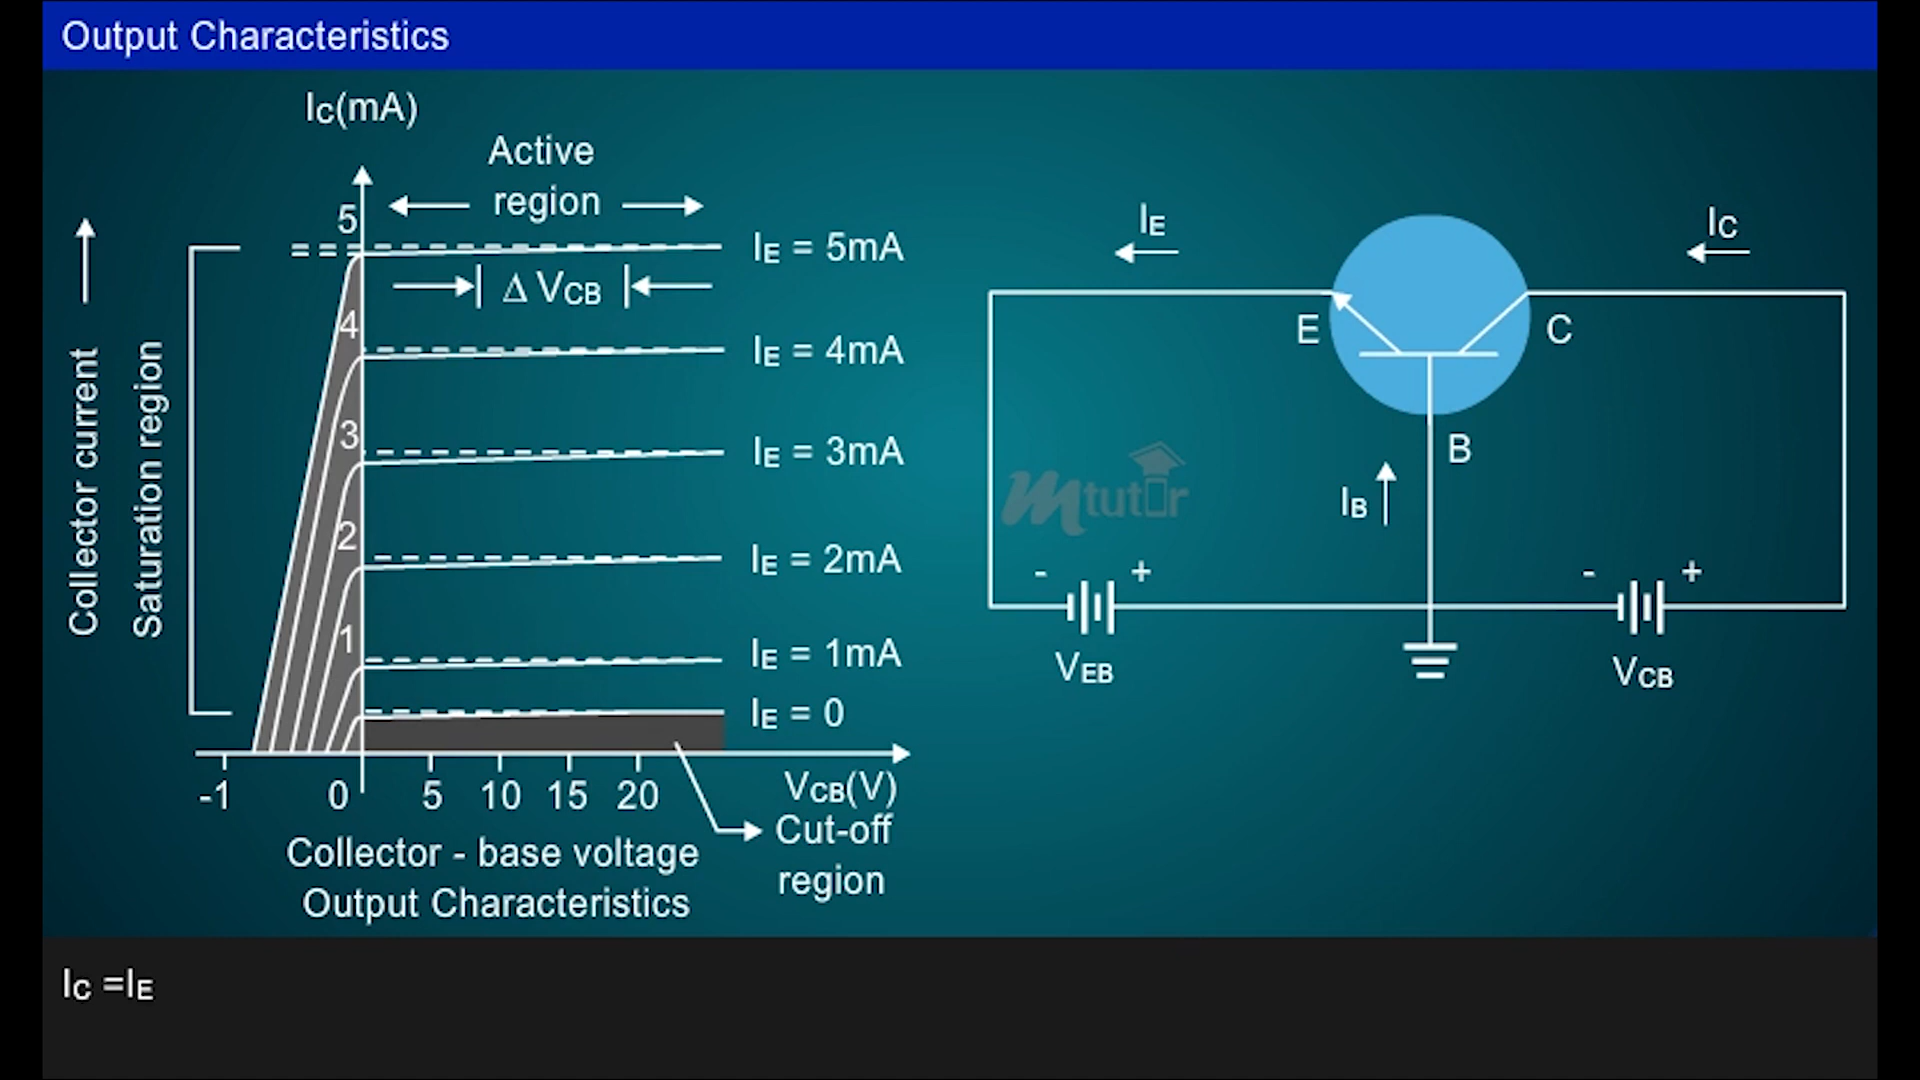 Output Characteristics
IC(mA)
Active
region
5
4
3
2
1
Collector current
Saturation region
Δ VCB
IE = 5mA
IE = 4mA
IE = 3mA
IE = 2mA
IE = 1mA
IE = 0
-1 0 5 10 15 20
VCB(V)
Cut-off
region
Collector - base voltage
Output Characteristics
IE
IC
E
C
B
IB
- +
- +
VEB
VCB
mtutor
IC =IE